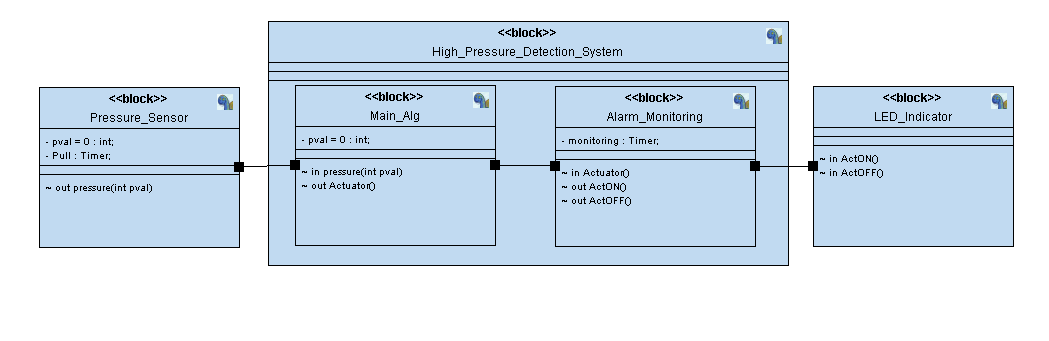 <<block>>
High_Pressure_Detection_System
<<block>>
Pressure_Sensor
- pval = 0 : int;
- Pull : Timer;
~ out pressure(int pval)
<<block>>
Main_Alg
- pval = 0 : int;
~ in pressure(int pval)
~ out Actuator()
<<block>>
Alarm_Monitoring
- monitoring : Timer;
~ in Actuator()
~ out ActON()
~ out ActOFF()
<<block>>
LED_Indicator
~ in ActON()
~ in ActOFF()